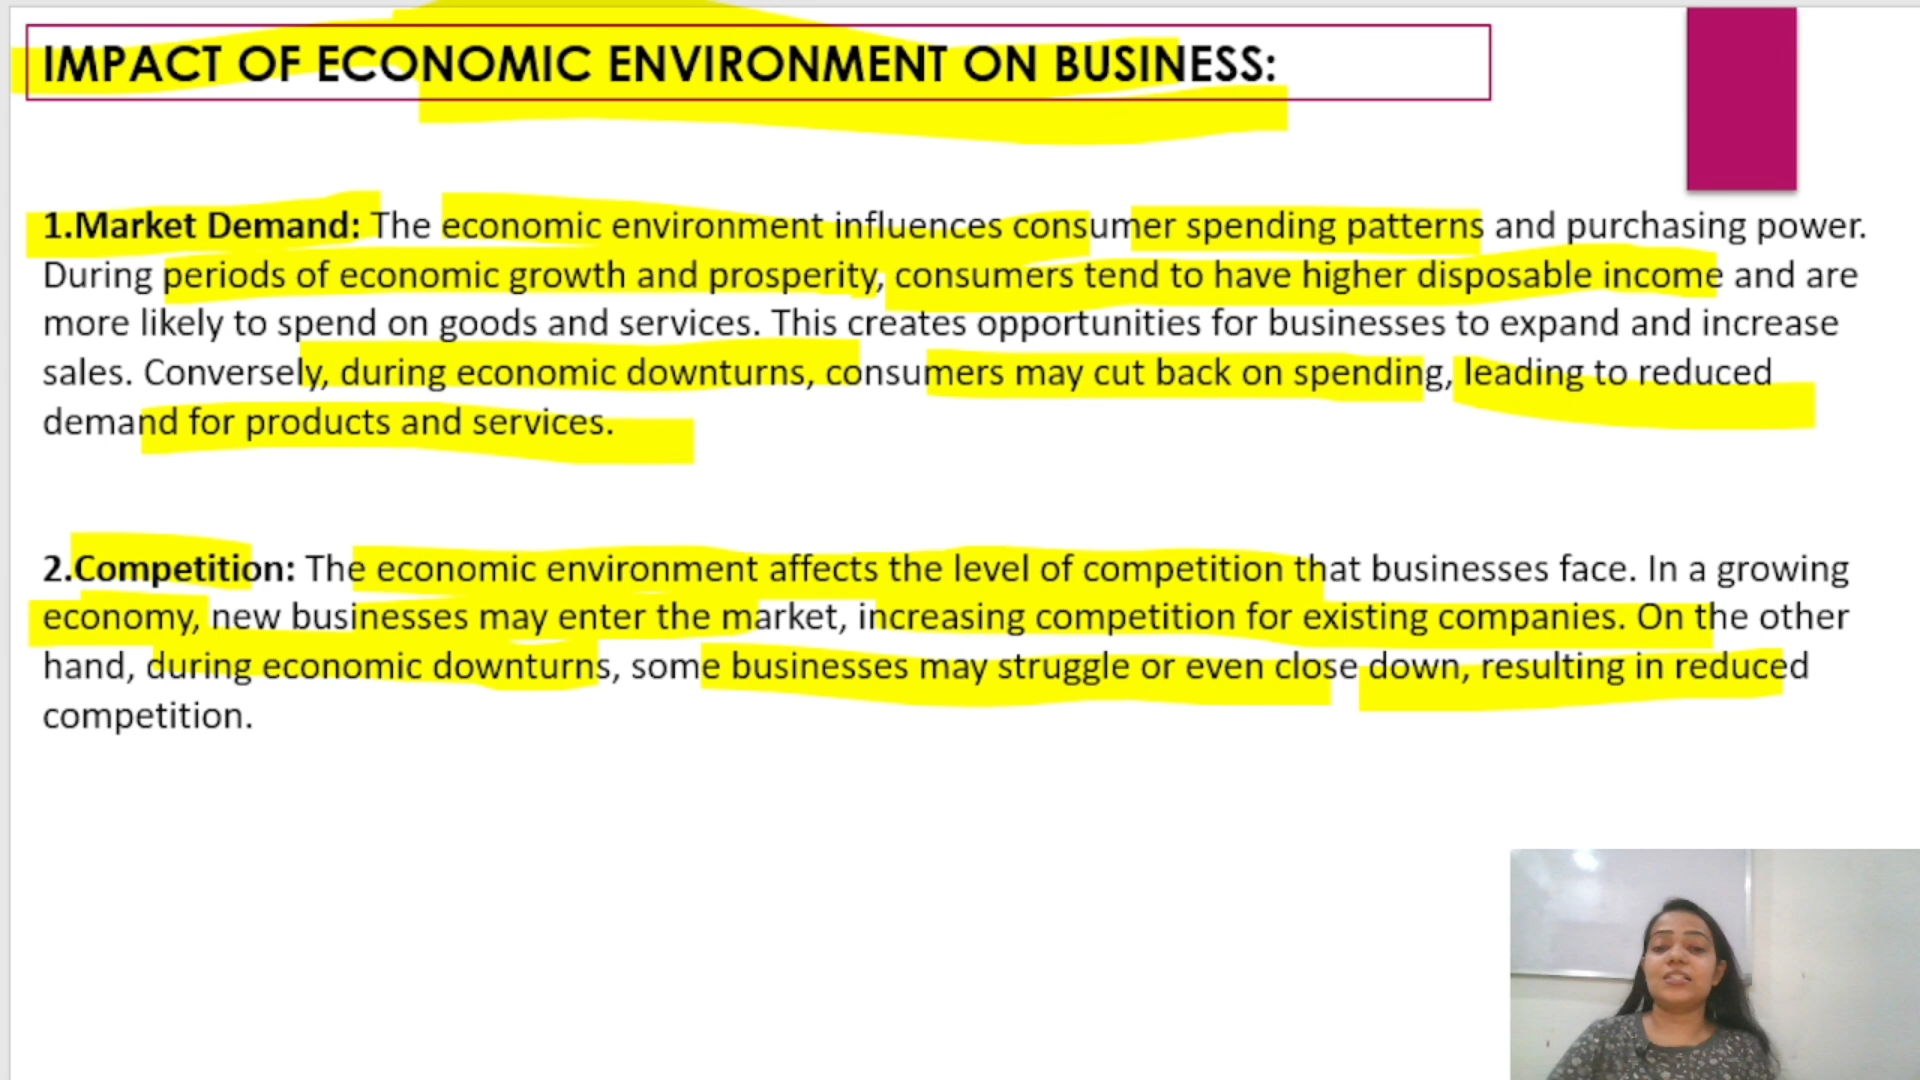 IMPACT OF ECONOMIC ENVIRONMENT ON BUSINESS:
1.Market Demand: The economic environment influences consumer spending patterns and purchasing power.
During periods of economic growth and prosperity, consumers tend to have higher disposable income and are
more likely to spend on goods and services. This creates opportunities for businesses to expand and increase
sales. Conversely, during economic downturns, consumers may cut back on spending, leading to reduced
demand for products and services.
2.Competition: The economic environment affects the level of competition that businesses face. In a growing
economy, new businesses may enter the market, increasing competition for existing companies. On the other
hand, during economic downturns, some businesses may struggle or even close down, resulting in reduced
competition.